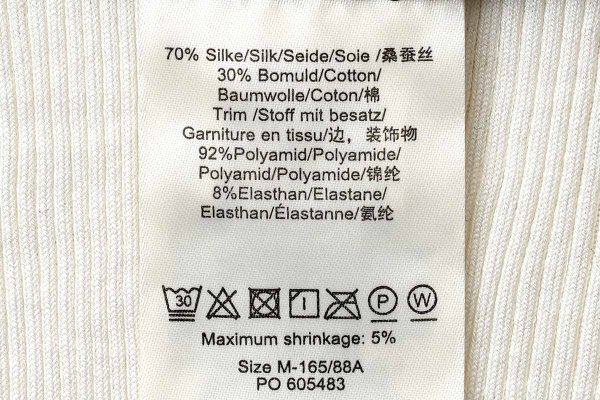 70% Silke/Silk/Seide/Soie /桑蚕丝
30% Bomuld/Cotton/
Baumwolle/Coton/棉
Trim /Stoff mit besatz/
Garniture en tissu/边，装饰物
92%Polyamid/Polyamide/
Polyamid/Polyamide/锦纶
8%Elasthan/Elastane/
Elasthan/Élastanne/氨纶
30 I P W
Maximum shrinkage: 5%
Size M-165/88A
PO 605483